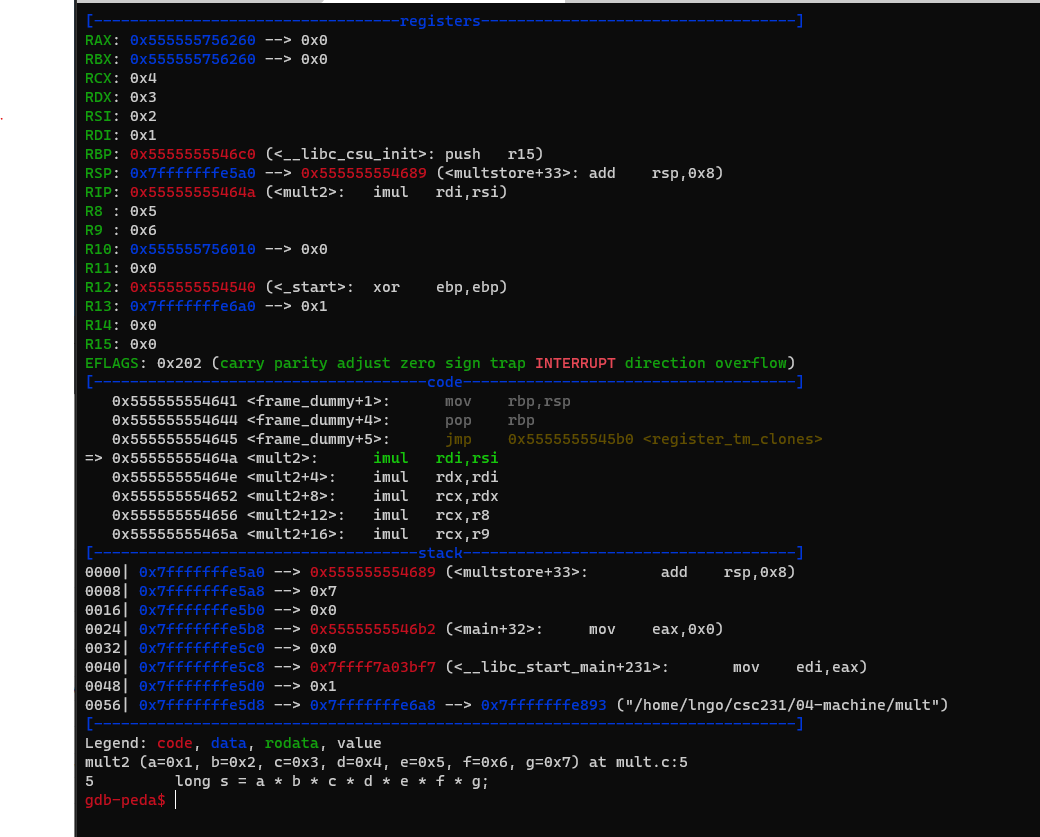 [----------------------------------registers-----------------------------------]
RAX: 0x555555756260 --> 0x0
RBX: 0x555555756260 --> 0x0
RCX: 0x4
RDX: 0x3
RSI: 0x2
RDI: 0x1
RBP: 0x5555555546c0 (<__libc_csu_init>: push   r15)
RSP: 0x7fffffffe5a0 --> 0x555555554689 (<multstore+33>: add    rsp,0x8)
RIP: 0x55555555464a (<mult2>:   imul   rdi,rsi)
R8 : 0x5
R9 : 0x6
R10: 0x555555756010 --> 0x0
R11: 0x0
R12: 0x555555554540 (<_start>:  xor    ebp,ebp)
R13: 0x7fffffffe6a0 --> 0x1
R14: 0x0
R15: 0x0
EFLAGS: 0x202 (carry parity adjust zero sign trap INTERRUPT direction overflow)
[-------------------------------------code-------------------------------------]
   0x555555554641 <frame_dummy+1>:      mov    rbp,rsp
   0x555555554644 <frame_dummy+4>:      pop    rbp
   0x555555554645 <frame_dummy+5>:      jmp    0x5555555545b0 <register_tm_clones>
=> 0x55555555464a <mult2>:      imul   rdi,rsi
   0x55555555464e <mult2+4>:    imul   rdx,rdi
   0x555555554652 <mult2+8>:    imul   rcx,rdx
   0x555555554656 <mult2+12>:   imul   rcx,r8
   0x55555555465a <mult2+16>:   imul   rcx,r9
[------------------------------------stack-------------------------------------]
0000| 0x7fffffffe5a0 --> 0x555555554689 (<multstore+33>:        add    rsp,0x8)
0008| 0x7fffffffe5a8 --> 0x7
0016| 0x7fffffffe5b0 --> 0x0
0024| 0x7fffffffe5b8 --> 0x5555555546b2 (<main+32>:     mov    eax,0x0)
0032| 0x7fffffffe5c0 --> 0x0
0040| 0x7fffffffe5c8 --> 0x7ffff7a03bf7 (<__libc_start_main+231>:       mov    edi,eax)
0048| 0x7fffffffe5d0 --> 0x1
0056| 0x7fffffffe5d8 --> 0x7fffffffe6a8 --> 0x7fffffffe893 ("/home/lngo/csc231/04-machine/mult")
[------------------------------------------------------------------------------]
Legend: code, data, rodata, value
mult2 (a=0x1, b=0x2, c=0x3, d=0x4, e=0x5, f=0x6, g=0x7) at mult.c:5
5         long s = a * b * c * d * e * f * g;
gdb-peda$